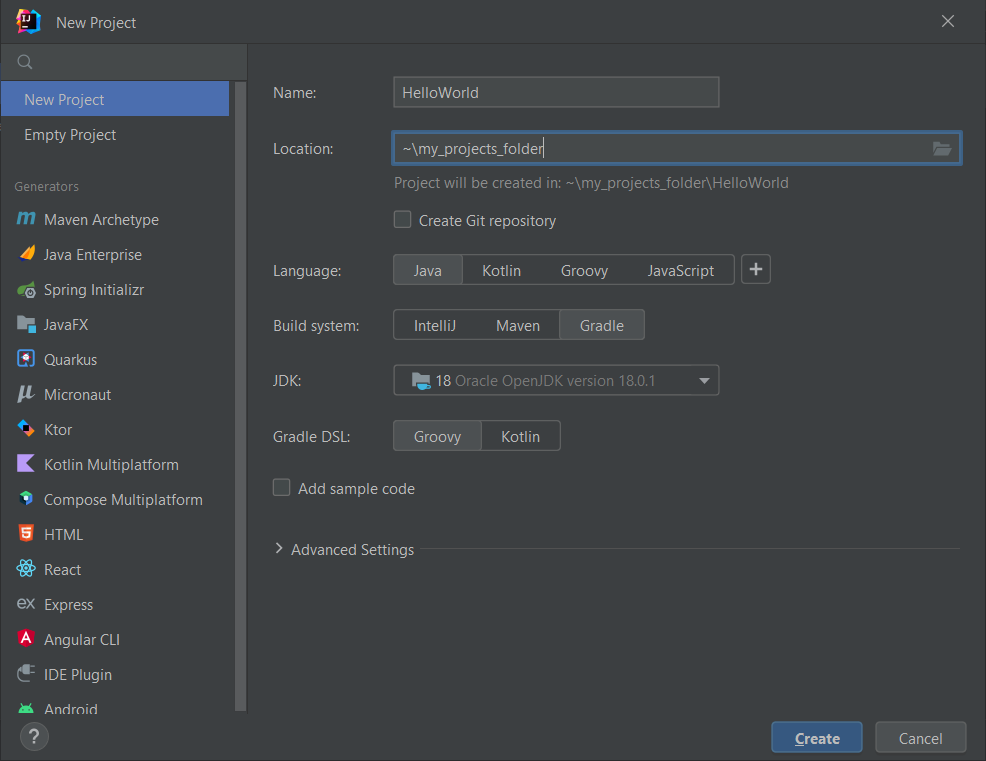 New Project
New Project
Empty Project
Generators
Maven Archetype
Java Enterprise
Spring Initializr
JavaFX
Quarkus
Micronaut
Ktor
Kotlin Multiplatform
Compose Multiplatform
HTML
React
Express
Angular CLI
IDE Plugin
Android
Name: HelloWorld
Location: ~\my_projects_folder
Project will be created in: ~\my_projects_folder\HelloWorld
Create Git repository
Language: Java Kotlin Groovy JavaScript +
Build system: IntelliJ Maven Gradle
JDK: 18 Oracle OpenJDK version 18.0.1
Gradle DSL: Groovy Kotlin
Add sample code
Advanced Settings
? Create Cancel